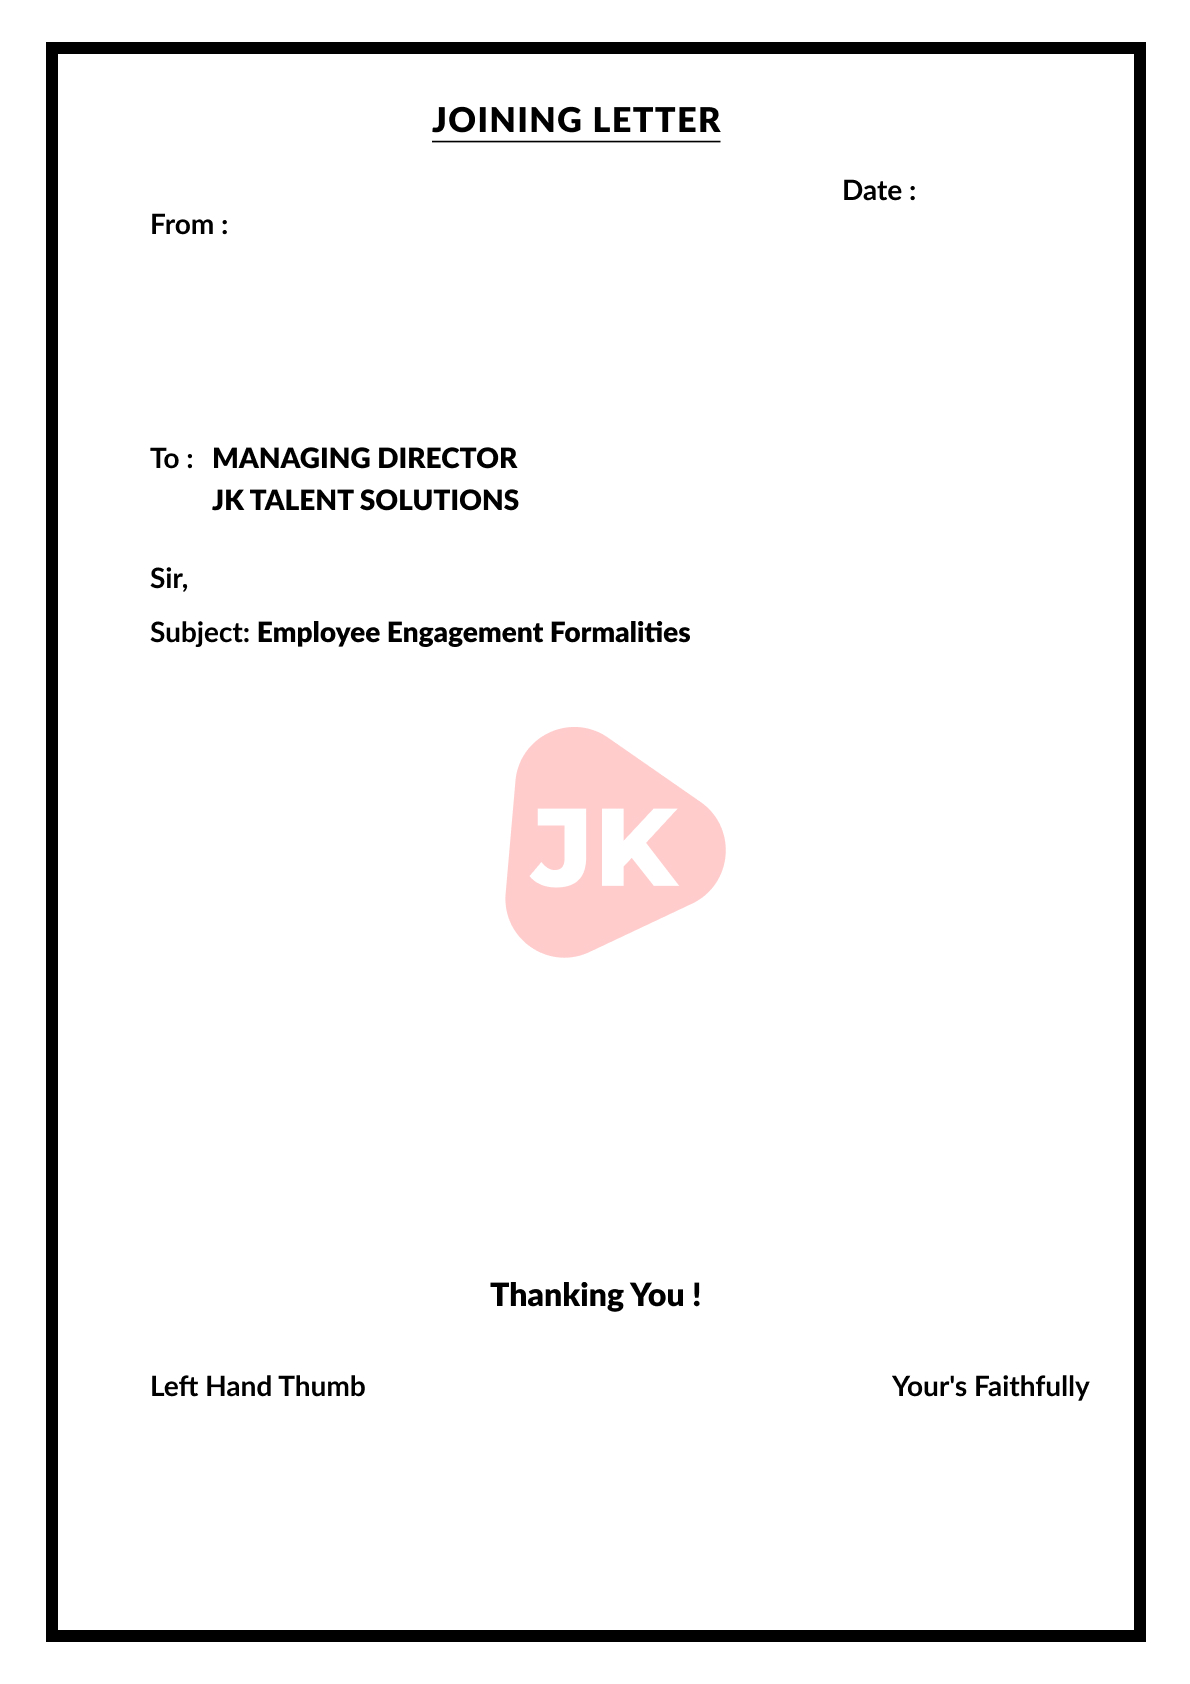 JOINING LETTER
Date :
From :
To : MANAGING DIRECTOR
JK TALENT SOLUTIONS
Sir,
Subject: Employee Engagement Formalities
JK
Thanking You !
Left Hand Thumb
Your's Faithfully